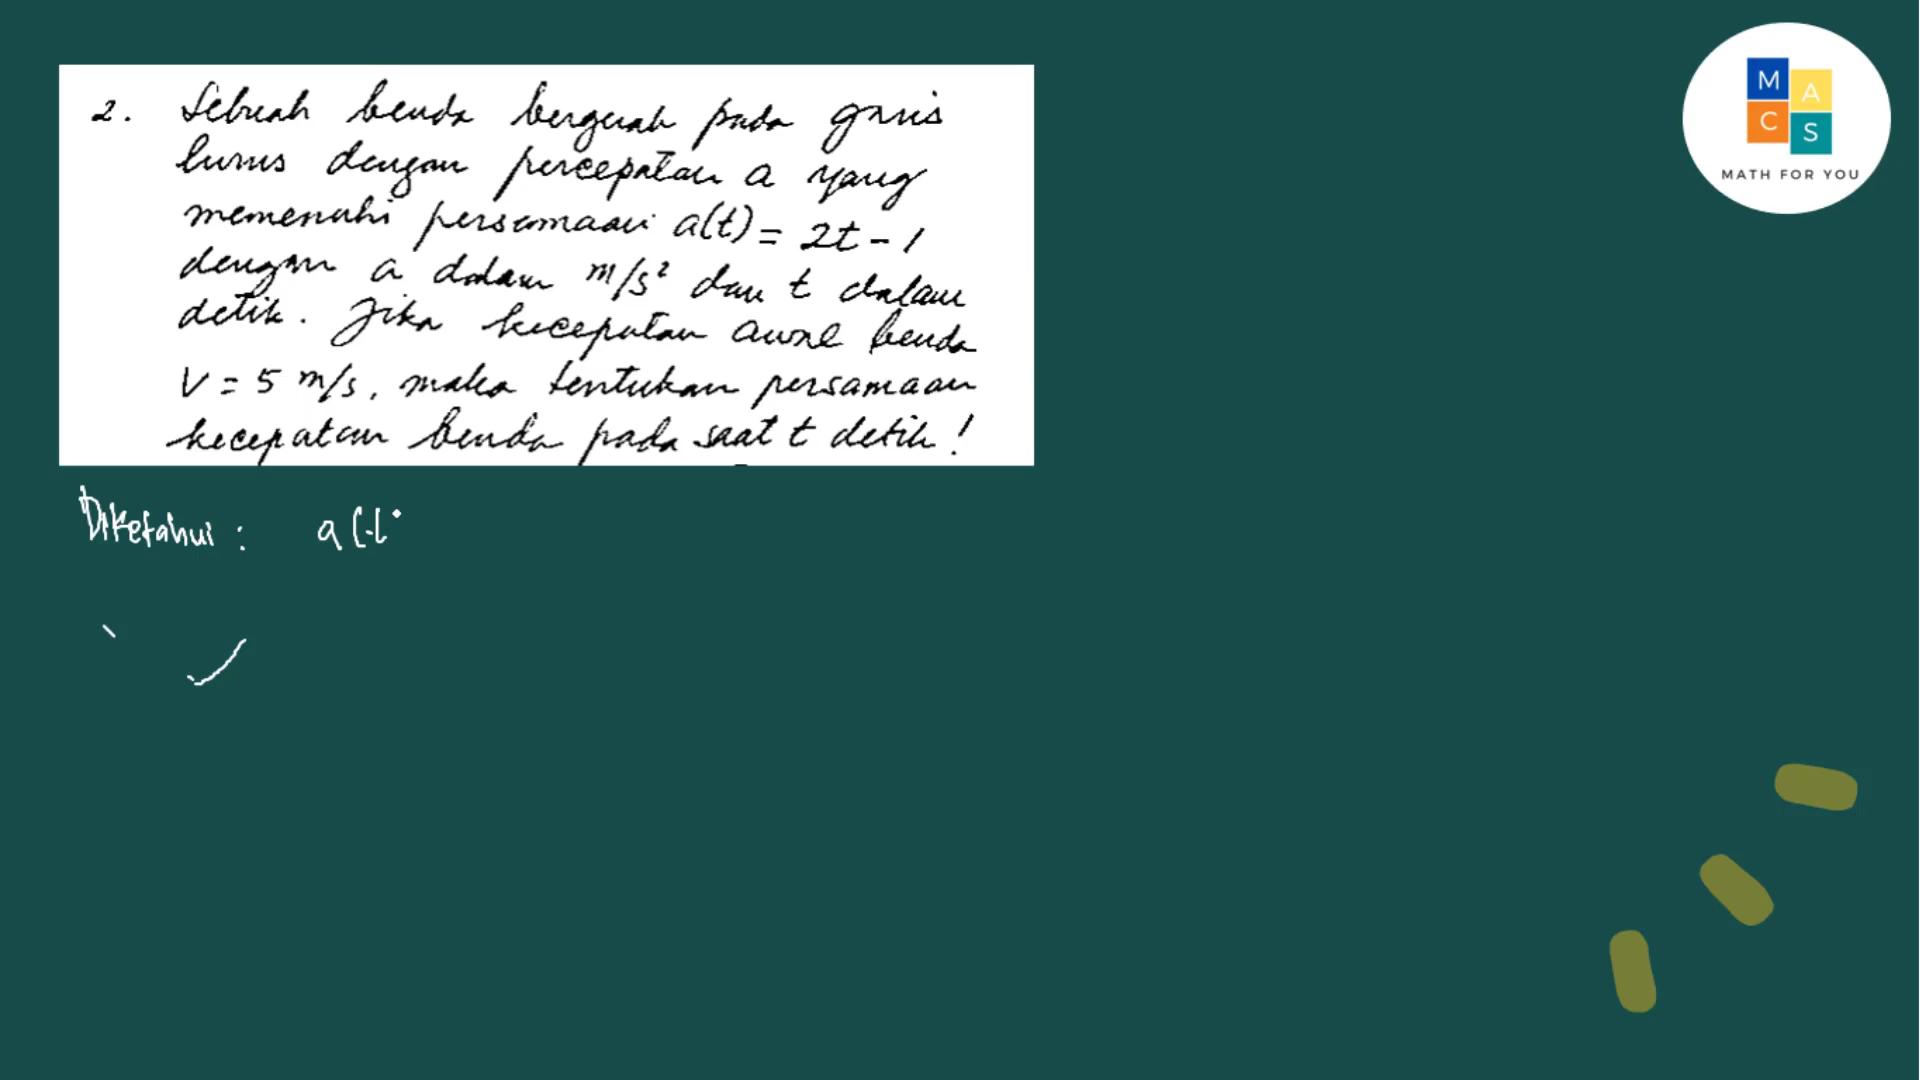 2. Sebuah benda bergerak pada garis
lurus dengan percepatan a yang
memenuhi persamaan a(t) = 2t - 1
dengan a dalam m/s² dan t dalam
detik. Jika kecepatan awal benda
V = 5 m/s, maka tentukan persamaan
kecepatan benda pada saat t detik!
Diketahui : a(t
M A
C S
MATH FOR YOU